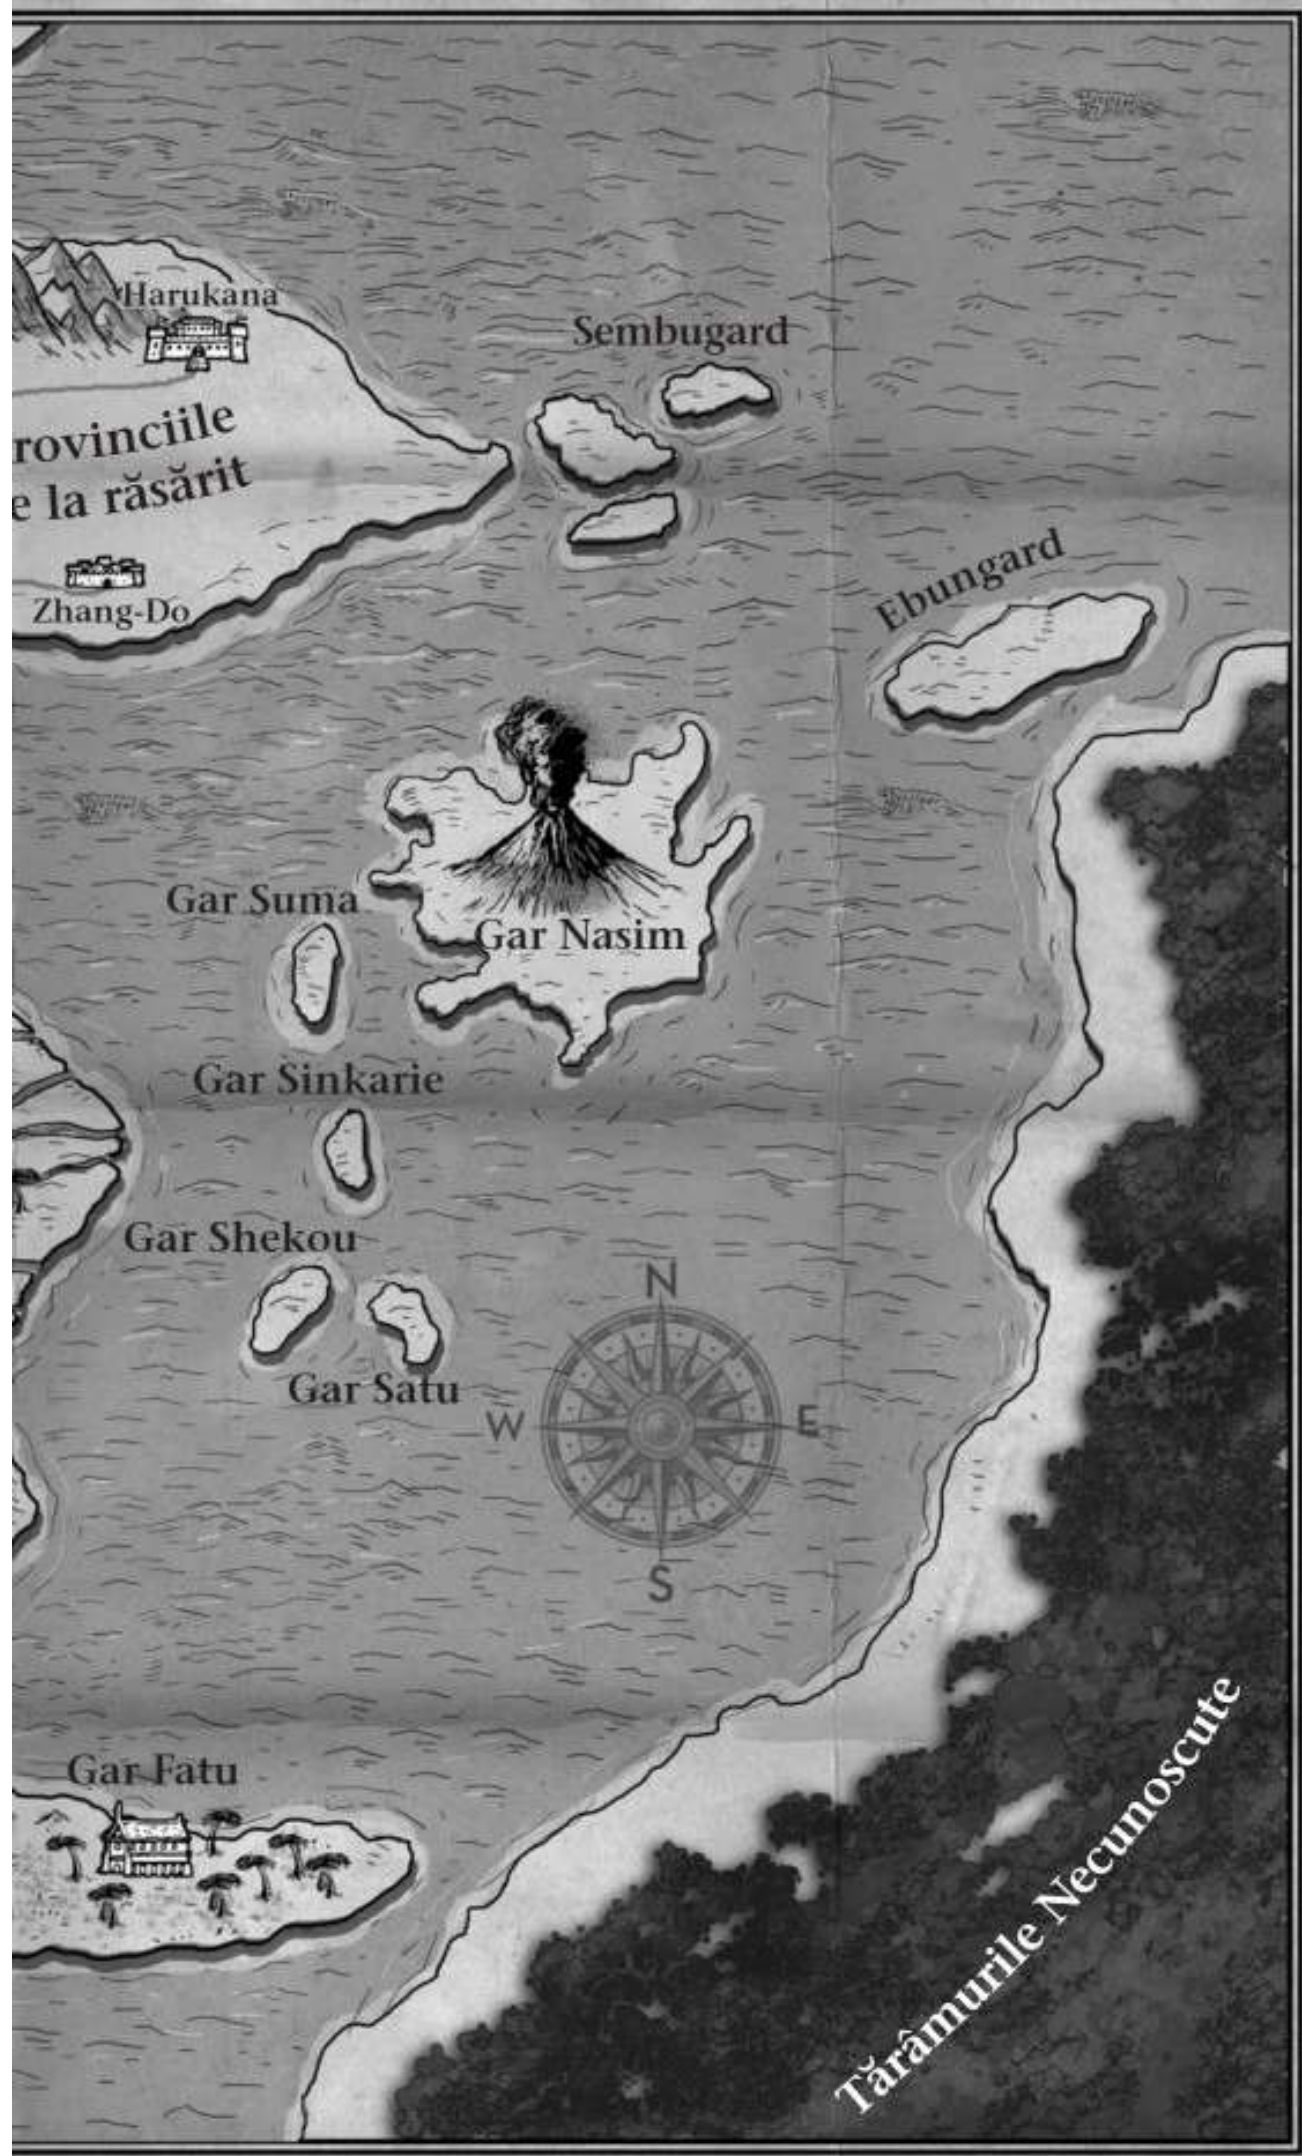 Harukana
Sembugard
rovinciile
e la răsărit
Ebungard
Zhang-Do
Gar Suma
Gar Nasim
Gar Sinkarie
Gar Shekou
N
Gar Satu
W
E
S
Gar Fatu
Tărâmurile Necunoscute